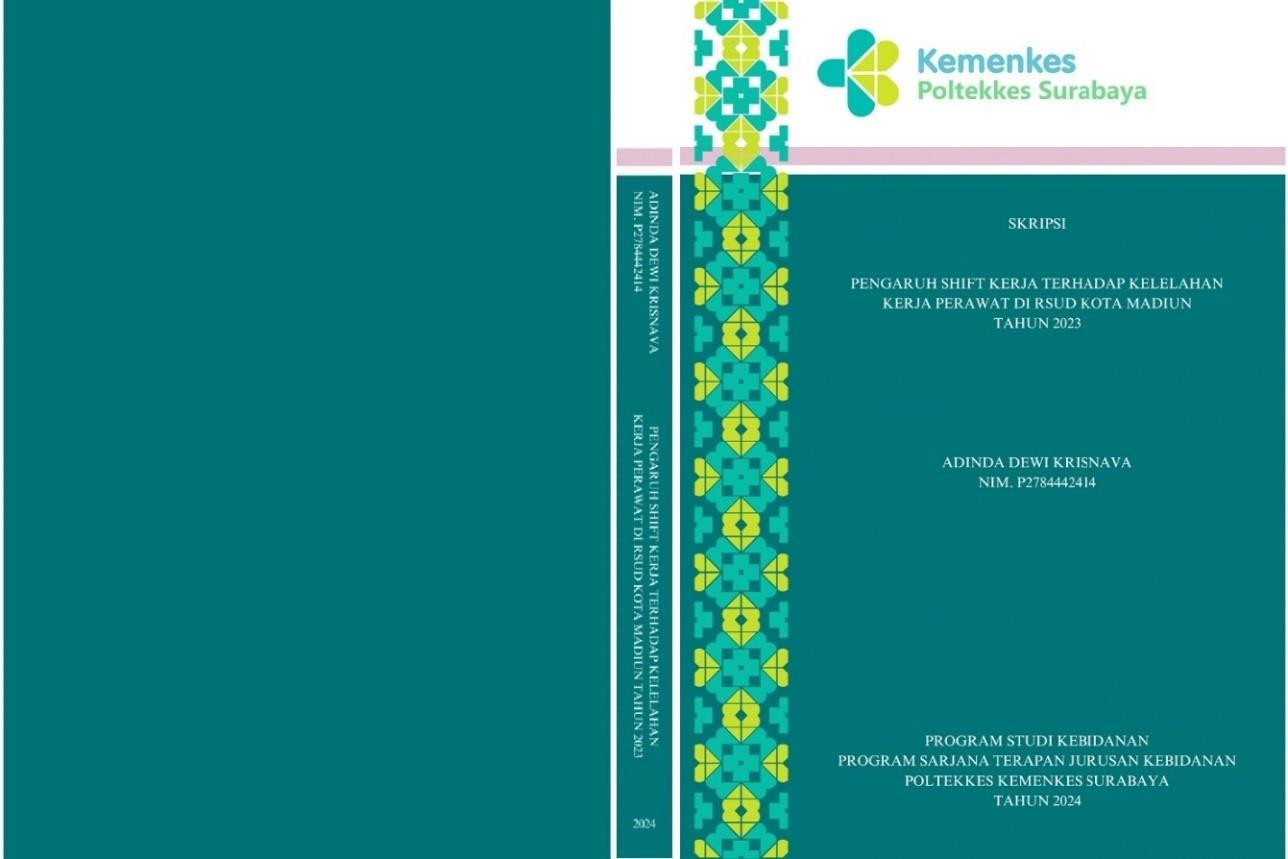 Kemenkes
Poltekkes Surabaya
SKRIPSI
PENGARUH SHIFT KERJA TERHADAP KELELAHAN
KERJA PERAWAT DI RSUD KOTA MADIUN
TAHUN 2023
ADINDA DEWI KRISNAVA
NIM. P2784442414
PROGRAM STUDI KEBIDANAN
PROGRAM SARJANA TERAPAN JURUSAN KEBIDANAN
POLTEKKES KEMENKES SURABAYA
TAHUN 2024
ADINDA DEWI KRISNAVA
NIM. P2784442414
PENGARUH SHIFT KERJA TERHADAP KELELAHAN
KERJA PERAWAT DI RSUD KOTA MADIUN TAHUN 2023
2024